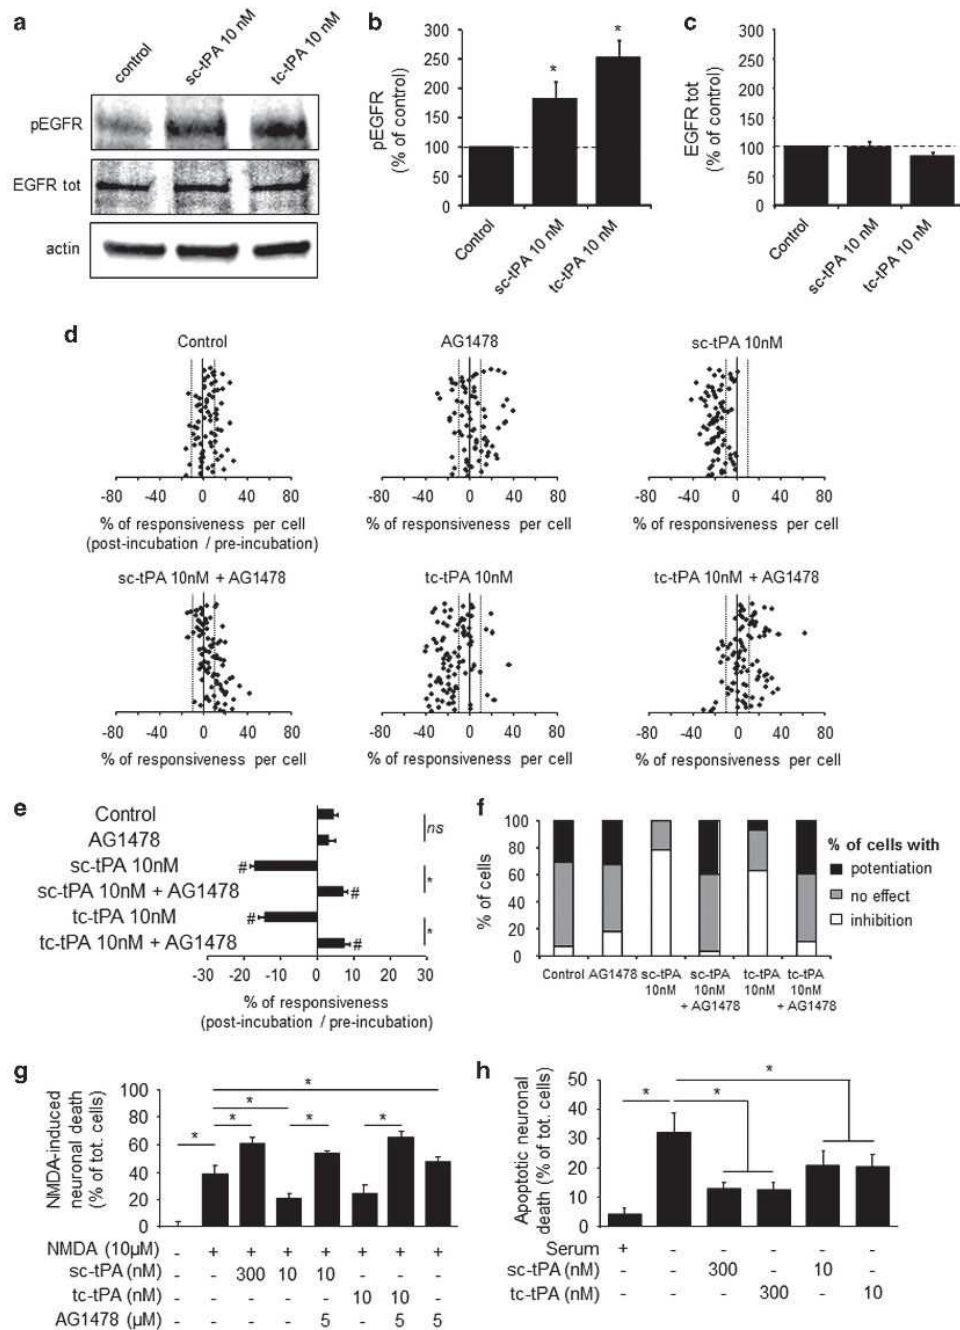 a
control
sc-tPA 10 nM
tc-tPA 10 nM
pEGFR
EGFR tot
actin
b
pEGFR
(% of control)
300
250
200
150
100
50
0
*
*
Control
sc-tPA 10 nM
tc-tPA 10 nM
c
EGFR tot
(% of control)
300
250
200
150
100
50
0
Control
sc-tPA 10 nM
tc-tPA 10 nM
d
Control
-80 -40 0 40 80
% of responsiveness per cell
(post-incubation / pre-incubation)
AG1478
-80 -40 0 40 80
% of responsiveness per cell
sc-tPA 10nM
-80 -40 0 40 80
% of responsiveness per cell
sc-tPA 10nM + AG1478
-80 -40 0 40 80
% of responsiveness per cell
tc-tPA 10nM
-80 -40 0 40 80
% of responsiveness per cell
tc-tPA 10nM + AG1478
-80 -40 0 40 80
% of responsiveness per cell
e
Control
AG1478
ns
sc-tPA 10nM #
sc-tPA 10nM + AG1478 #
*
tc-tPA 10nM #
tc-tPA 10nM + AG1478 #
*
-30 -20 -10 0 10 20 30
% of responsiveness
(post-incubation / pre-incubation)
f
% of cells
100
80
60
40
20
0
Control
AG1478
sc-tPA
10nM
sc-tPA
10nM
+ AG1478
tc-tPA
10nM
tc-tPA
10nM
+ AG1478
% of cells with
potentiation
no effect
inhibition
g
NMDA-induced
neuronal death
(% of tot. cells)
100
80
60
40
20
0
*
*
* * * *
NMDA (10µM) - + + + + + + +
sc-tPA (nM) - - 300 10 10 - - -
tc-tPA (nM) - - - - - 10 10 -
AG1478 (µM) - - - - 5 - 5 5
h
Apoptotic neuronal
death (% of tot. cells)
50
40
30
20
10
0
*
* *
Serum + - - - - -
sc-tPA (nM) - - 300 - 10 -
tc-tPA (nM) - - - 300 - 10